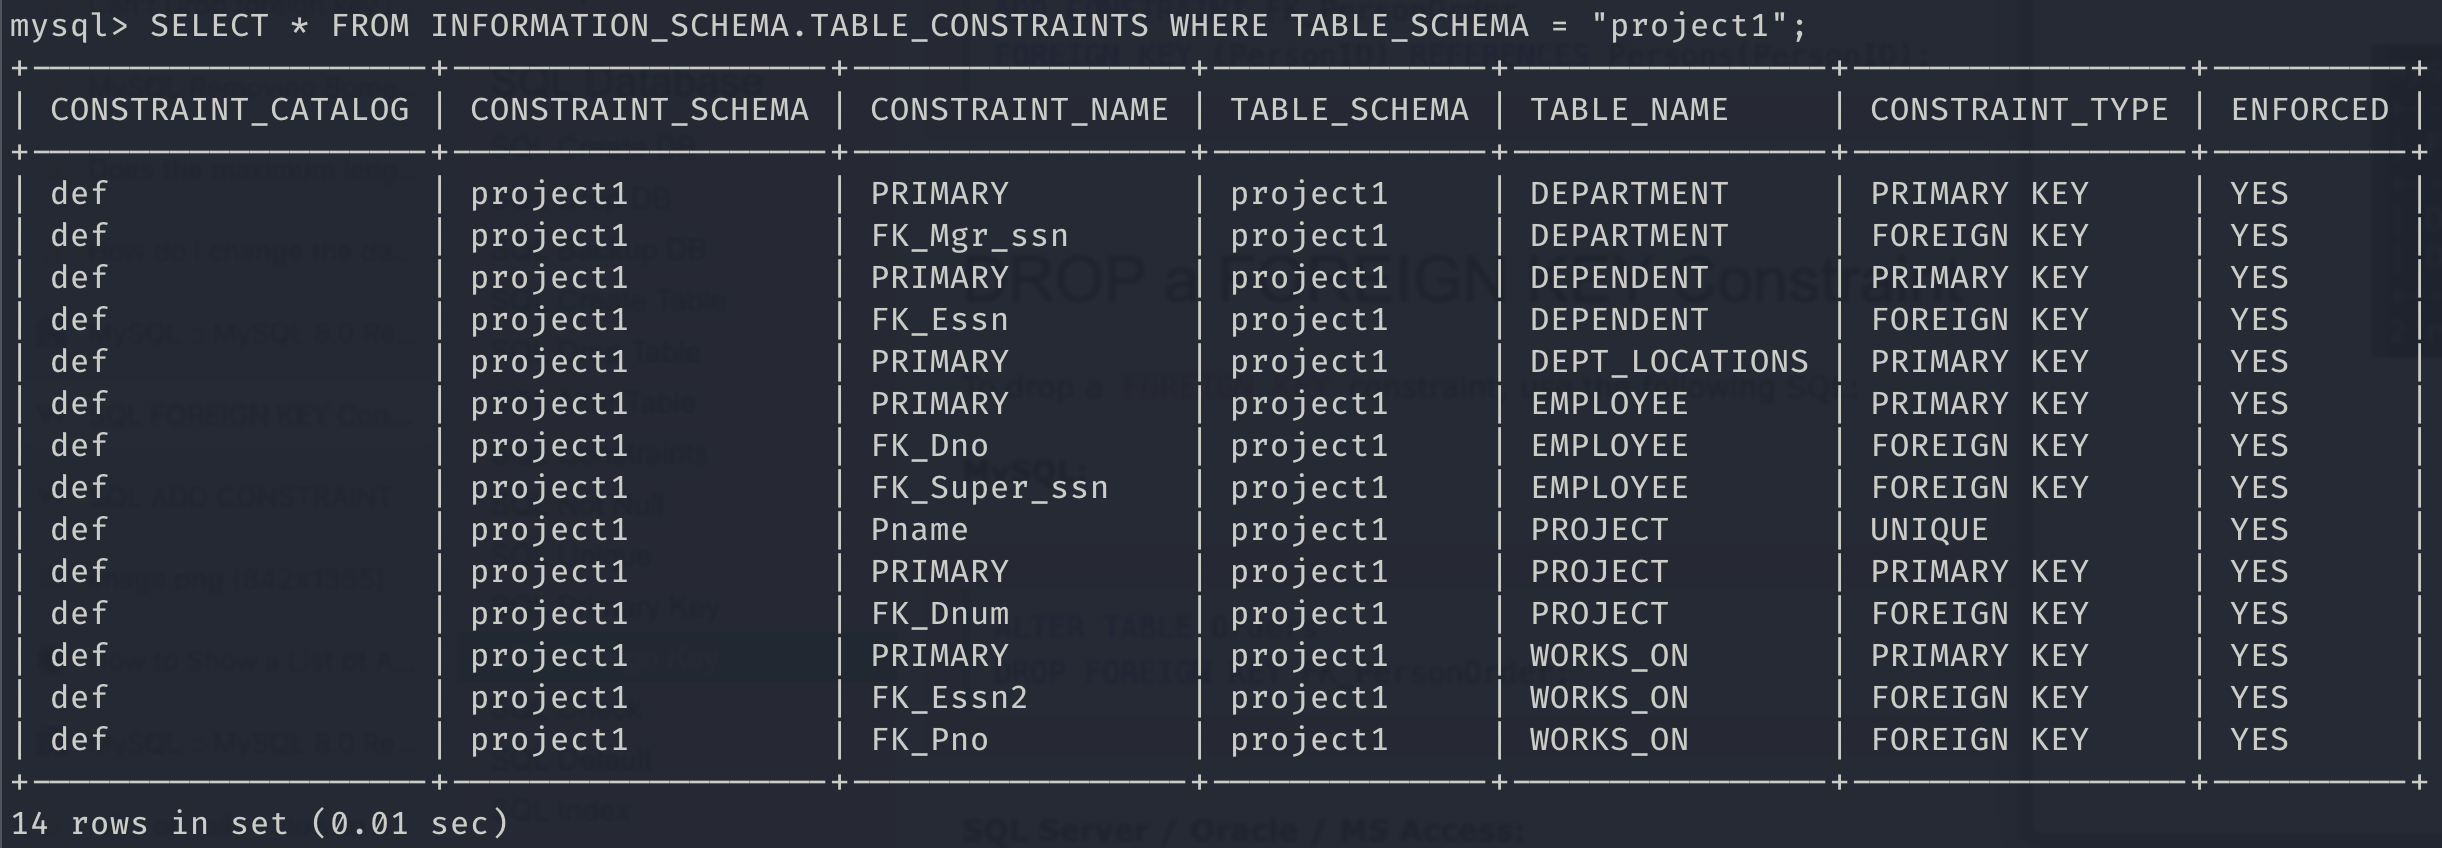 mysql> SELECT * FROM INFORMATION_SCHEMA.TABLE_CONSTRAINTS WHERE TABLE_SCHEMA = "project1";
| CONSTRAINT_CATALOG | CONSTRAINT_SCHEMA | CONSTRAINT_NAME | TABLE_SCHEMA | TABLE_NAME | CONSTRAINT_TYPE | ENFORCED |
| def | project1 | PRIMARY | project1 | DEPARTMENT | PRIMARY KEY | YES |
| def | project1 | FK_Mgr_ssn | project1 | DEPARTMENT | FOREIGN KEY | YES |
| def | project1 | PRIMARY | project1 | DEPENDENT | PRIMARY KEY | YES |
| def | project1 | FK_Essn | project1 | DEPENDENT | FOREIGN KEY | YES |
| def | project1 | PRIMARY | project1 | DEPT_LOCATIONS | PRIMARY KEY | YES |
| def | project1 | PRIMARY | project1 | EMPLOYEE | PRIMARY KEY | YES |
| def | project1 | FK_Dno | project1 | EMPLOYEE | FOREIGN KEY | YES |
| def | project1 | FK_Super_ssn | project1 | EMPLOYEE | FOREIGN KEY | YES |
| def | project1 | Pname | project1 | PROJECT | UNIQUE | YES |
| def | project1 | PRIMARY | project1 | PROJECT | PRIMARY KEY | YES |
| def | project1 | FK_Dnum | project1 | PROJECT | FOREIGN KEY | YES |
| def | project1 | PRIMARY | project1 | WORKS_ON | PRIMARY KEY | YES |
| def | project1 | FK_Essn2 | project1 | WORKS_ON | FOREIGN KEY | YES |
| def | project1 | FK_Pno | project1 | WORKS_ON | FOREIGN KEY | YES |
14 rows in set (0.01 sec)